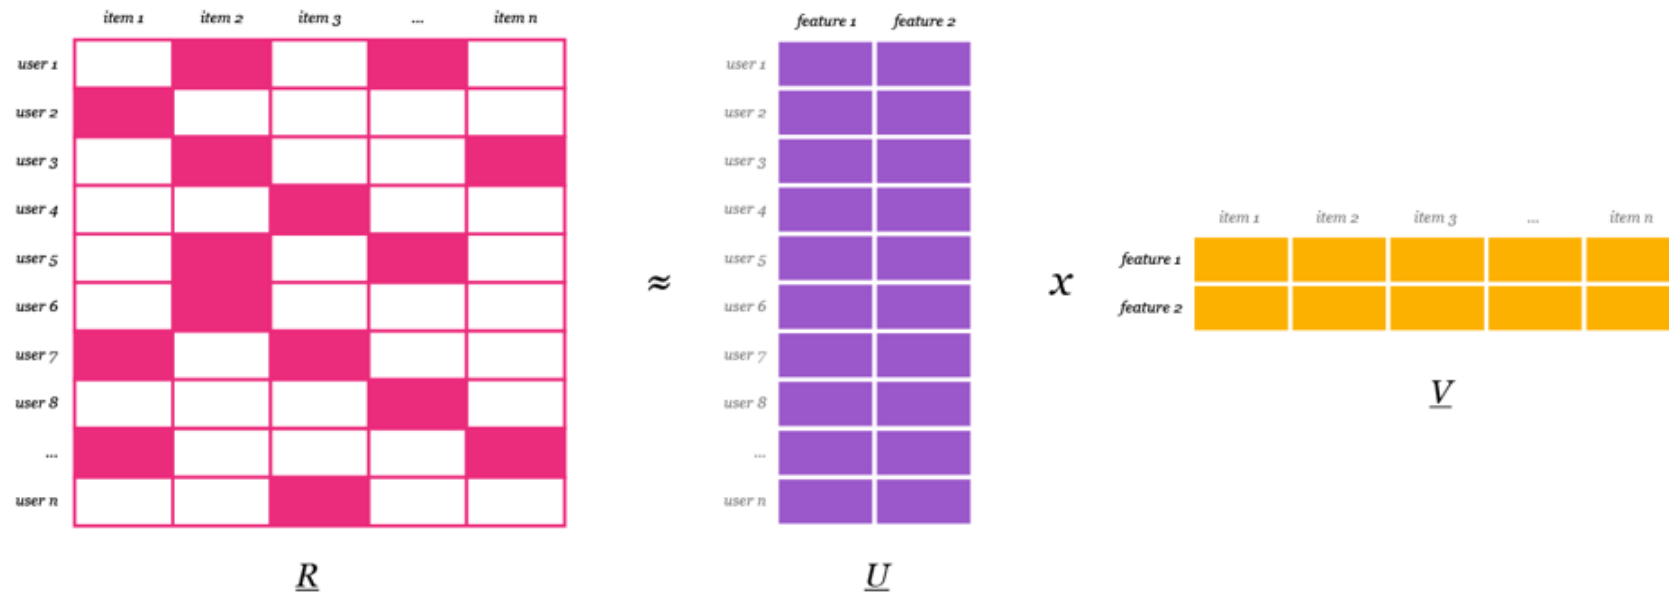 item 1 item 2 item 3 ... item n
user 1
user 2
user 3
user 4
user 5
user 6
user 7
user 8
...
user n
R
≈
feature 1 feature 2
user 1
user 2
user 3
user 4
user 5
user 6
user 7
user 8
...
user n
U
x
item 1 item 2 item 3 ... item n
feature 1
feature 2
V